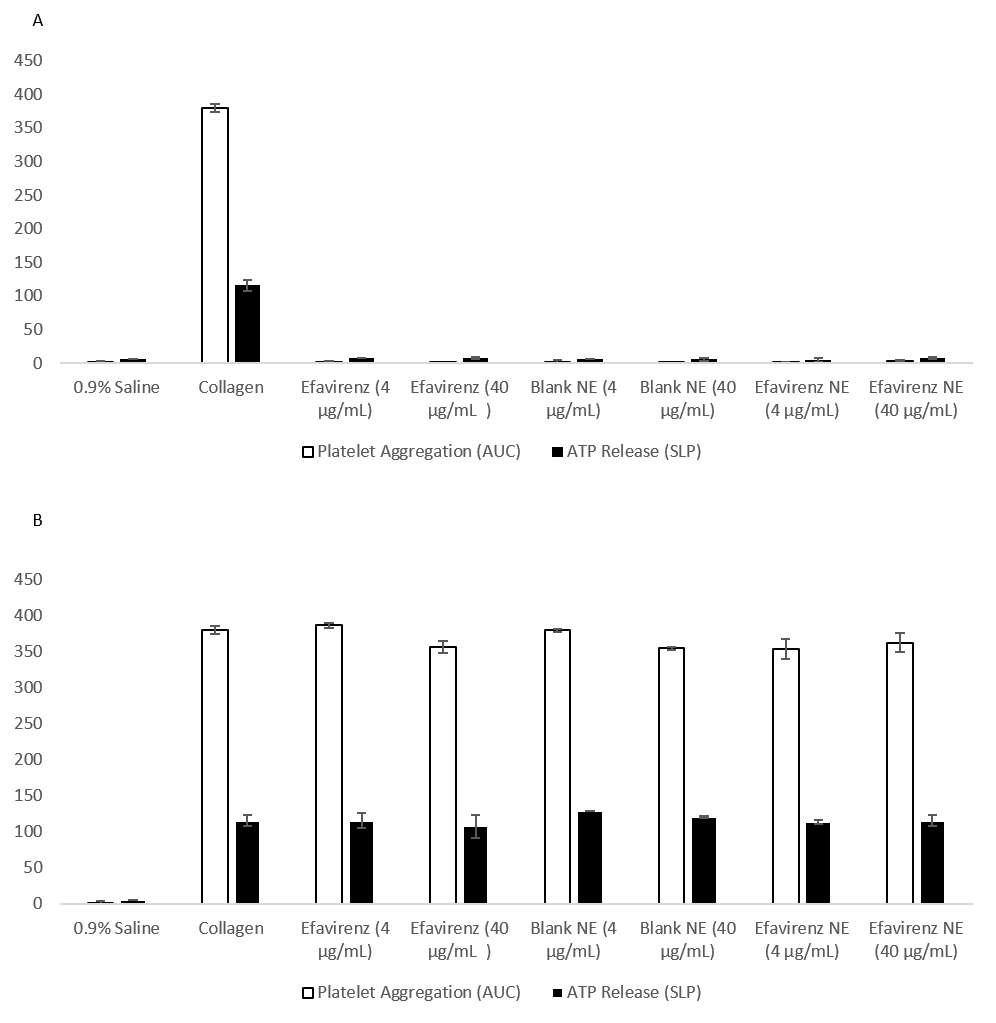 A
450
400
350
300
250
200
150
100
50
0
0.9% Saline
Collagen
Efavirenz (4
µg/mL)
Efavirenz (40
µg/mL )
Blank NE (4
µg/mL)
Blank NE (40
µg/mL)
Efavirenz NE
(4 µg/mL)
Efavirenz NE
(40 µg/mL)
Platelet Aggregation (AUC) ATP Release (SLP)
B
450
400
350
300
250
200
150
100
50
0
0.9% Saline
Collagen
Efavirenz (4
µg/mL)
Efavirenz (40
µg/mL )
Blank NE (4
µg/mL)
Blank NE (40
µg/mL)
Efavirenz NE
(4 µg/mL)
Efavirenz NE
(40 µg/mL)
Platelet Aggregation (AUC) ATP Release (SLP)